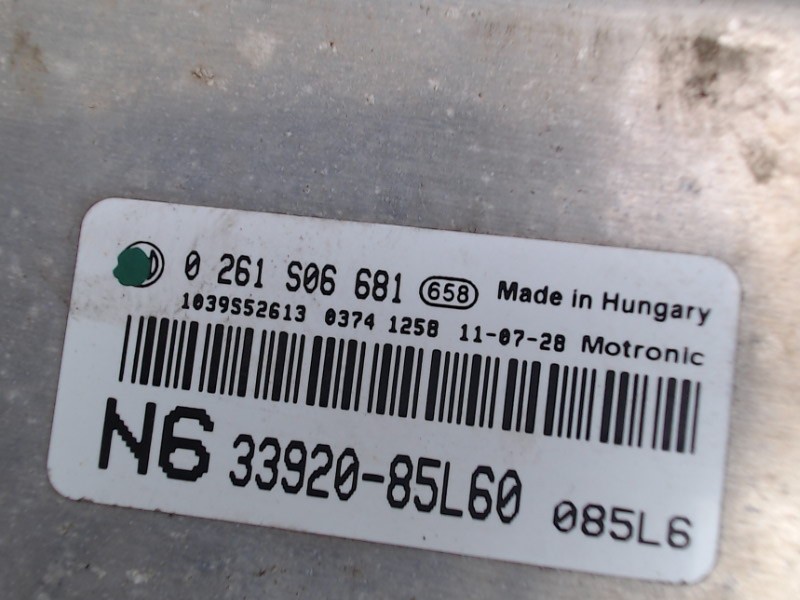 0 261 S06 681 658 Made in Hungary
1039S52613 0374 1258 11-07-28 Motronic
N6 33920-85L60 085L6